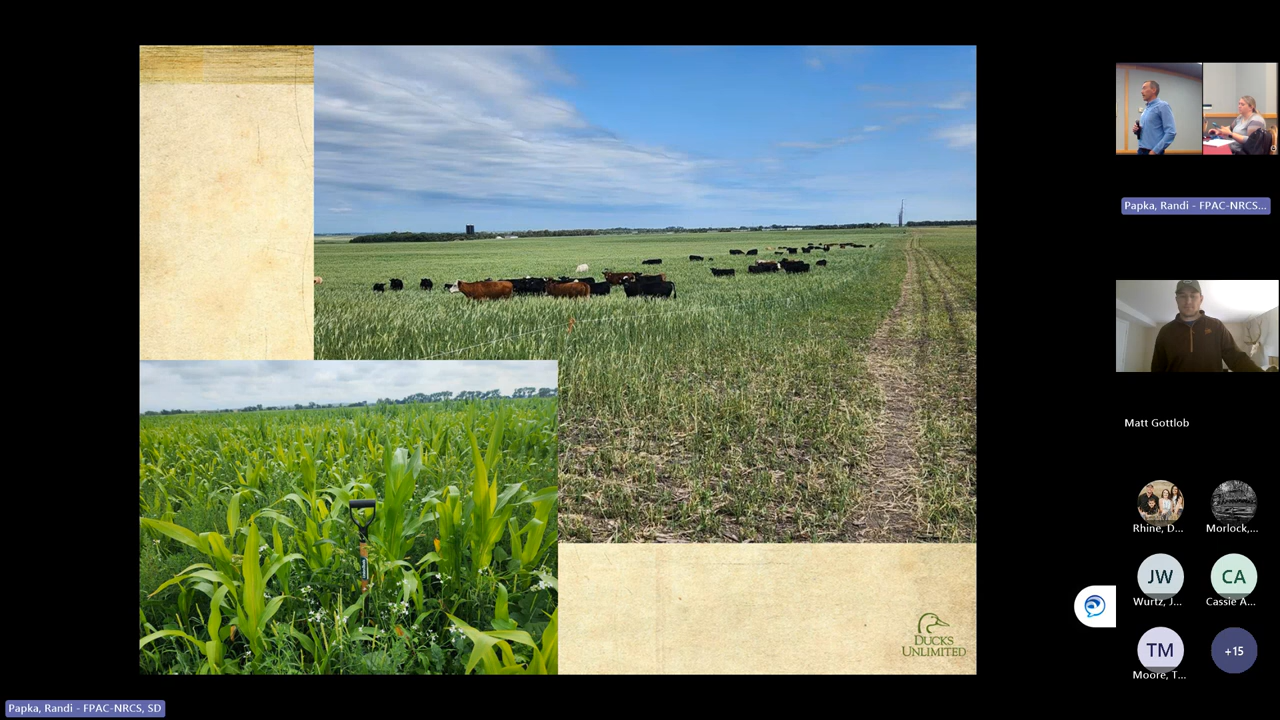 Papka, Randi - FPAC-NRCS...
Matt Gottlob
Rhine, D...
Morlock,...
JW
Wurtz, J...
CA
Cassie A...
TM
Moore, T...
+15
DUCKS
UNLIMITED
Papka, Randi - FPAC-NRCS, SD